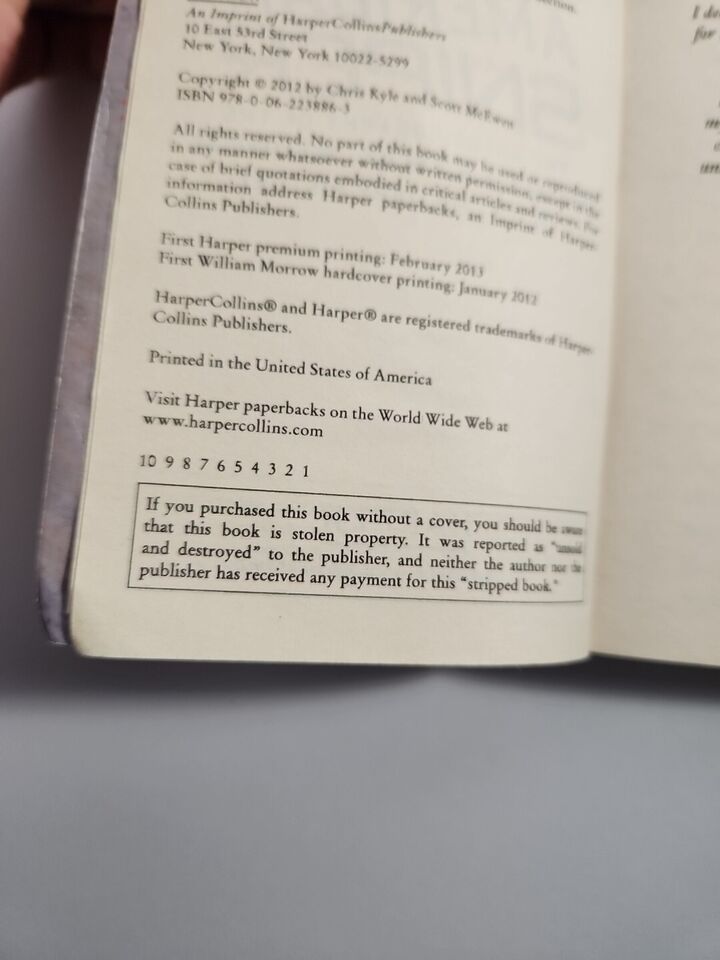 An Imprint of HarperCollinsPublishers
10 East 53rd Street
New York, New York 10022-5299
Copyright © 2012 by Chris Kyle and Scott McEwen
ISBN 978-0-06-223886-3
All rights reserved. No part of this book may be used or reproduced
in any manner whatsoever without written permission, except in the
case of brief quotations embodied in critical articles and reviews. For
information address Harper paperbacks, an Imprint of Harper-
Collins Publishers.
First Harper premium printing: February 2013
First William Morrow hardcover printing: January 2012
HarperCollins® and Harper® are registered trademarks of Harper-
Collins Publishers.
Printed in the United States of America
Visit Harper paperbacks on the World Wide Web at
www.harpercollins.com
10 9 8 7 6 5 4 3 2 1
If you purchased this book without a cover, you should be aware
that this book is stolen property. It was reported as "unsold
and destroyed" to the publisher, and neither the author nor the
publisher has received any payment for this "stripped book."
I do
for